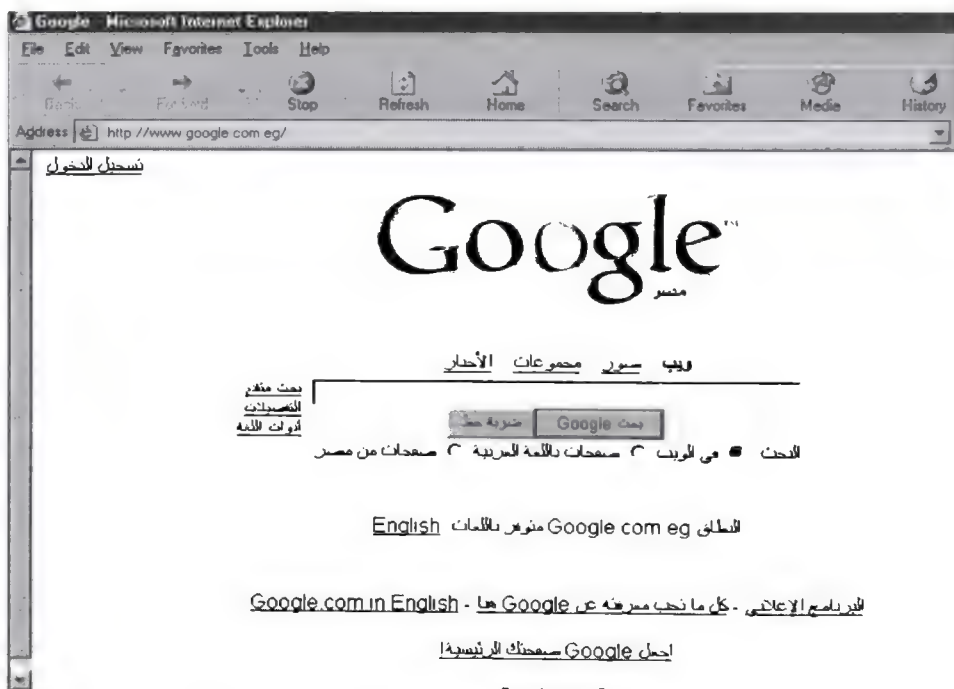 Google - Microsoft Internet Explorer
File Edit View Favorites Tools Help
Back Forward Stop Refresh Home Search Favorites Media History
Address http://www.google.com.eg/
تسجيل الدخول
Google™
مصر
ويب صور مجموعات الأخبار
بحث متقدم
التفضيلات
أدوات اللغة
بحث Google ضربة حظ
البحث في الويب صفحات باللغة العربية صفحات من مصر
النطاق Google com eg متوفر باللغات English
البرنامج الإعلاني - كل ما تحب معرفته عن Google هنا - Google.com in English
اجعل Google صفحتك الرئيسية!